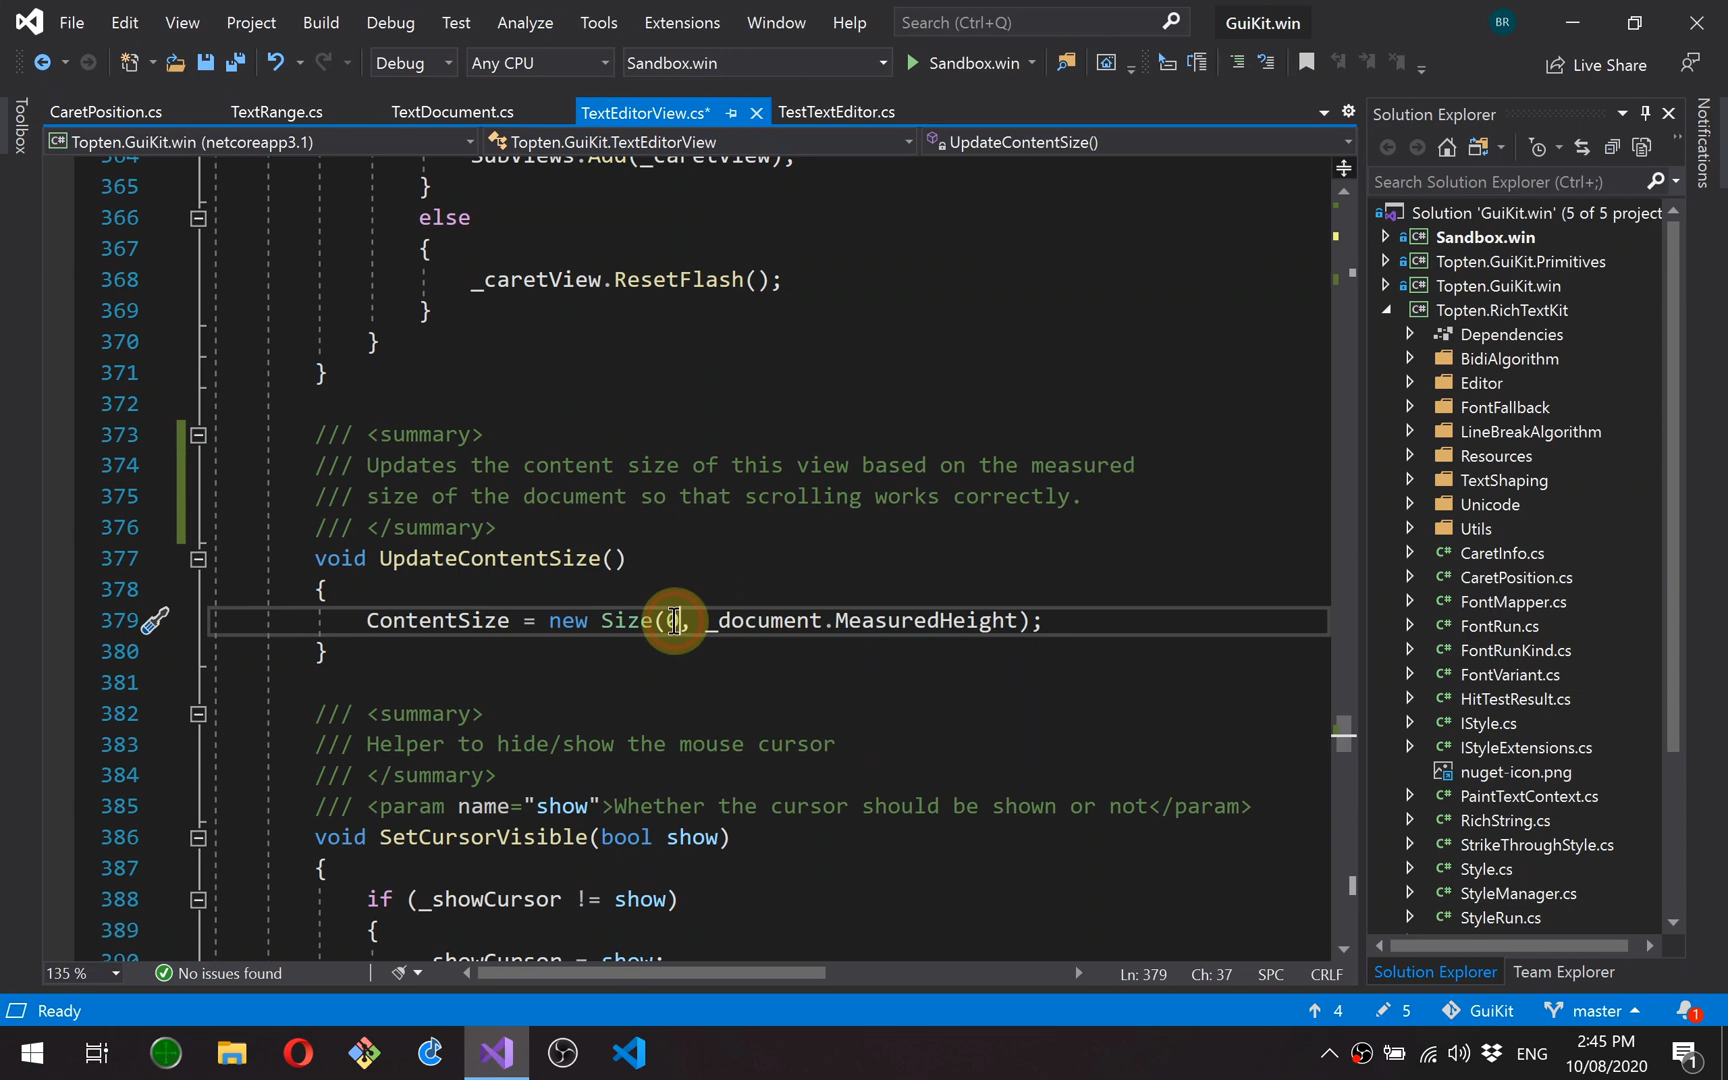 File Edit View Project Build Debug Test Analyze Tools Extensions Window Help Search (Ctrl+Q) GuiKit.win BR
Debug Any CPU Sandbox.win Sandbox.win Live Share
Toolbox
CaretPosition.cs TextRange.cs TextDocument.cs TextEditorView.cs* TestTextEditor.cs
Topten.GuiKit.win (netcoreapp3.1) Topten.GuiKit.TextEditorView UpdateContentSize()
364 SubViews.Add(_caretView);
365 }
366 else
367 {
368 _caretView.ResetFlash();
369 }
370 }
371 }
372
373 /// <summary>
374 /// Updates the content size of this view based on the measured
375 /// size of the document so that scrolling works correctly.
376 /// </summary>
377 void UpdateContentSize()
378 {
379 ContentSize = new Size(0, _document.MeasuredHeight);
380 }
381
382 /// <summary>
383 /// Helper to hide/show the mouse cursor
384 /// </summary>
385 /// <param name="show">Whether the cursor should be shown or not</param>
386 void SetCursorVisible(bool show)
387 {
388 if (_showCursor != show)
389 {
390 _showCursor = show;
135 % No issues found Ln: 379 Ch: 37 SPC CRLF
Solution Explorer
Search Solution Explorer (Ctrl+;)
Solution 'GuiKit.win' (5 of 5 project
C# Sandbox.win
C# Topten.GuiKit.Primitives
C# Topten.GuiKit.win
C# Topten.RichTextKit
Dependencies
BidiAlgorithm
Editor
FontFallback
LineBreakAlgorithm
Resources
TextShaping
Unicode
Utils
C# CaretInfo.cs
C# CaretPosition.cs
C# FontMapper.cs
C# FontRun.cs
C# FontRunKind.cs
C# FontVariant.cs
C# HitTestResult.cs
C# IStyle.cs
C# IStyleExtensions.cs
nuget-icon.png
C# PaintTextContext.cs
C# RichString.cs
C# StrikeThroughStyle.cs
C# Style.cs
C# StyleManager.cs
C# StyleRun.cs
Solution Explorer Team Explorer
Notifications
Ready 4 5 GuiKit master 1
ENG 2:45 PM 10/08/2020 1